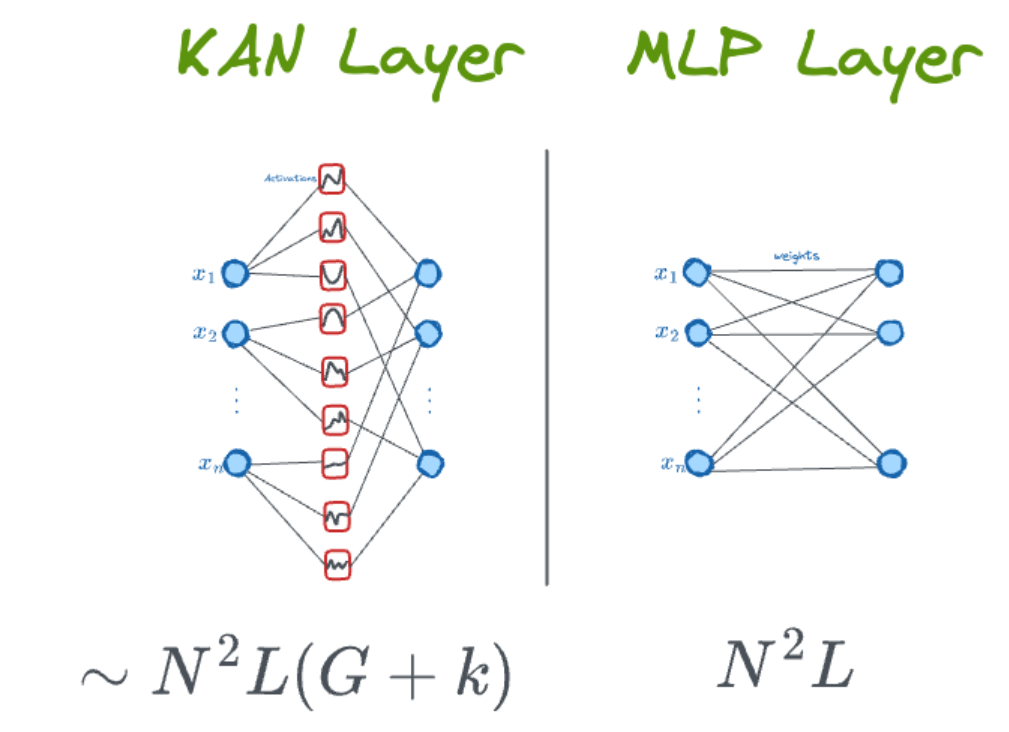 KAN Layer
MLP Layer
Activations
x₁
x₂
⋮
xₙ
⋮
weights
x₁
x₂
⋮
xₙ
⋮
∼ N²L(G + k)
N²L